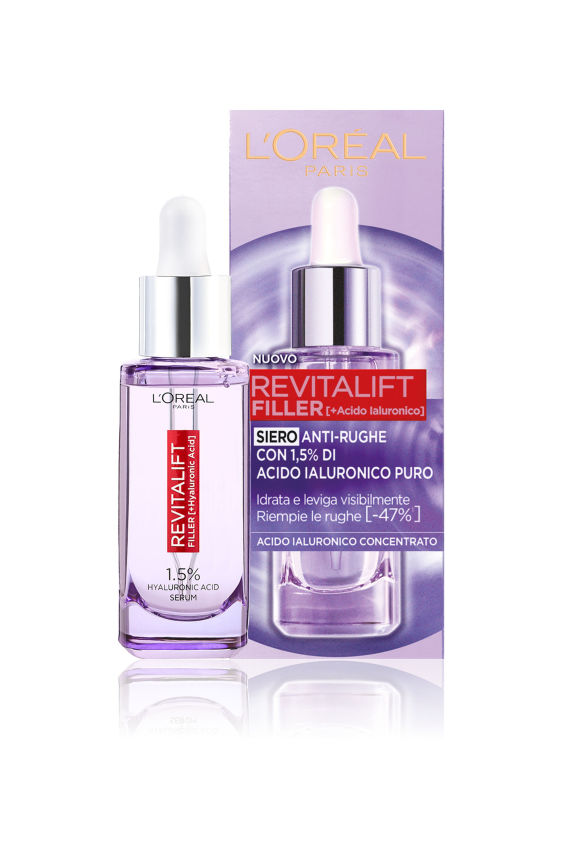 L'ORÉAL
PARIS
NUOVO
REVITALIFT
FILLER [+Acido Ialuronico]
SIERO ANTI-RUGHE
CON 1,5% DI
ACIDO IALURONICO PURO
Idrata e leviga visibilmente
Riempie le rughe [-47%*]
ACIDO IALURONICO CONCENTRATO
L'ORÉAL
PARIS
REVITALIFT
FILLER [+Hyaluronic Acid]
1.5%
HYALURONIC ACID
SERUM